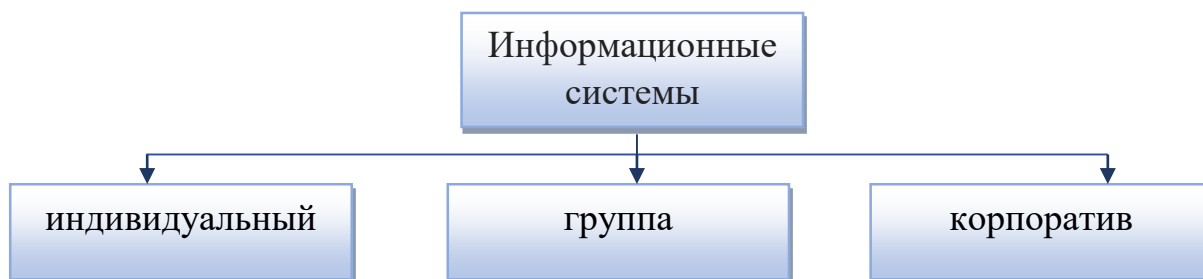 Информационные
системы
индивидуальный
группа
корпоратив